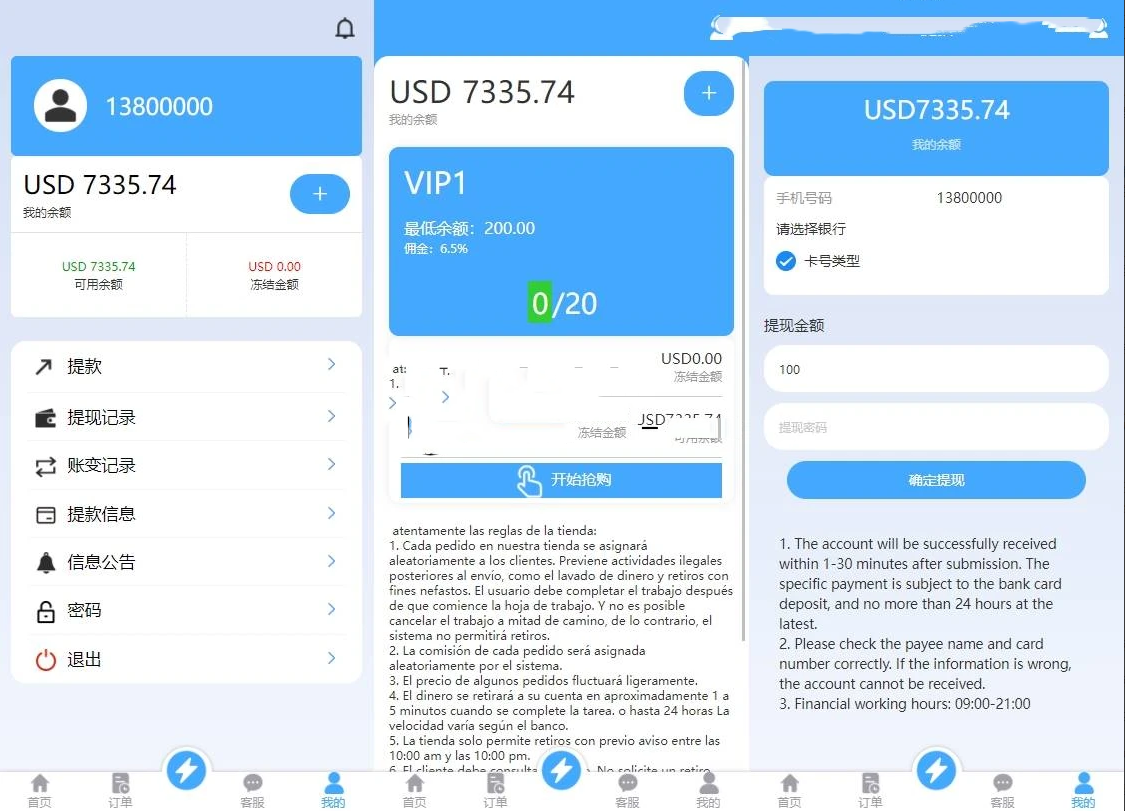 13800000
USD 7335.74
我的余额
+
USD 7335.74
可用余额
USD 0.00
冻结金额
提款
提现记录
账变记录
提款信息
信息公告
密码
退出
首页
订单
客服
我的
USD 7335.74
我的余额
+
VIP1
最低余额：200.00
佣金：6.5%
0/20
USD0.00
冻结金额
1.
冻结金额
开始抢购
atentamente las reglas de la tienda:
1. Cada pedido en nuestra tienda se asignará
aleatoriamente a los clientes. Previene actividades ilegales
posteriores al envío, como el lavado de dinero y retiros con
fines nefastos. El usuario debe completar el trabajo después
de que comience la hoja de trabajo. Y no es posible
cancelar el trabajo a mitad de camino, de lo contrario, el
sistema no permitirá retiros.
2. La comisión de cada pedido será asignada
aleatoriamente por el sistema.
3. El precio de algunos pedidos fluctuará ligeramente.
4. El dinero se retirará a su cuenta en aproximadamente 1 a
5 minutos cuando se complete la tarea. o hasta 24 horas La
velocidad varía según el banco.
5. La tienda solo permite retiros con previo aviso entre las
10:00 am y las 10:00 pm.
6. El cliente debe No solicite un retiro
首页
订单
客服
我的
USD7335.74
我的余额
手机号码 13800000
请选择银行
卡号类型
提现金额
100
提现密码
确定提现
1. The account will be successfully received
within 1-30 minutes after submission. The
specific payment is subject to the bank card
deposit, and no more than 24 hours at the
latest.
2. Please check the payee name and card
number correctly. If the information is wrong,
the account cannot be received.
3. Financial working hours: 09:00-21:00
首页
订单
客服
我的